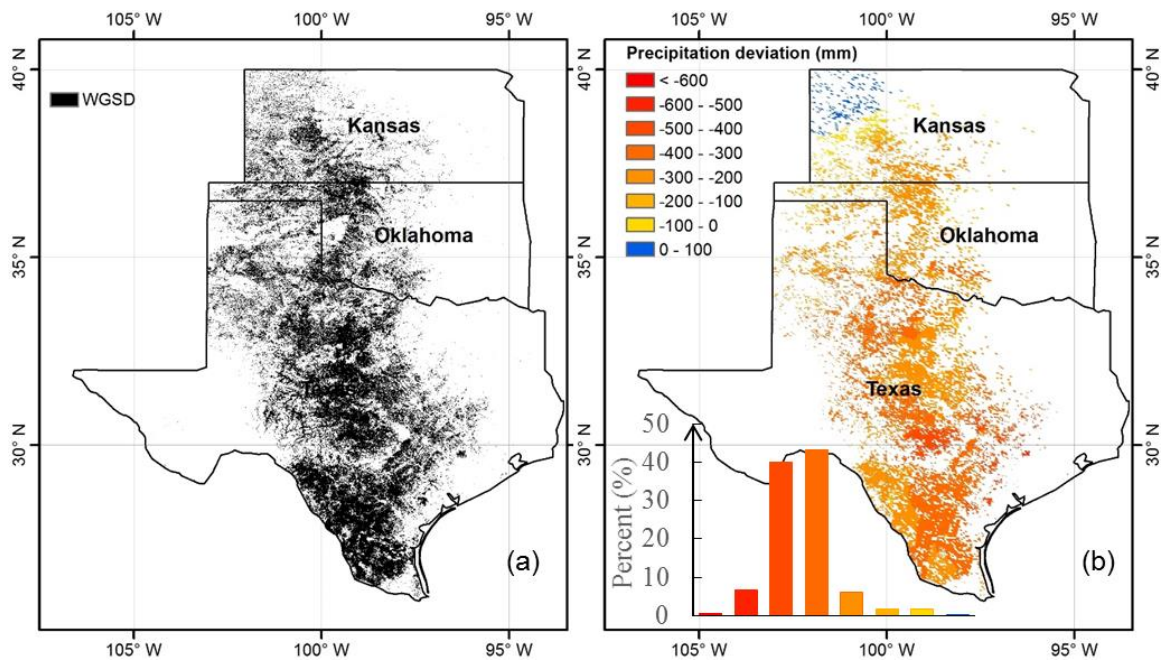 105° W 100° W 95° W
40° N
35° N
30° N
WGSD
Kansas
Oklahoma
(a)
105° W 100° W 95° W
105° W 100° W 95° W
Precipitation deviation (mm)
< -600
-600 - -500
-500 - -400
-400 - -300
-300 - -200
-200 - -100
-100 - 0
0 - 100
Kansas
Oklahoma
Texas
Percent (%)
50
40
30
20
10
0
(b)
40° N
35° N
30° N
105° W 100° W 95° W